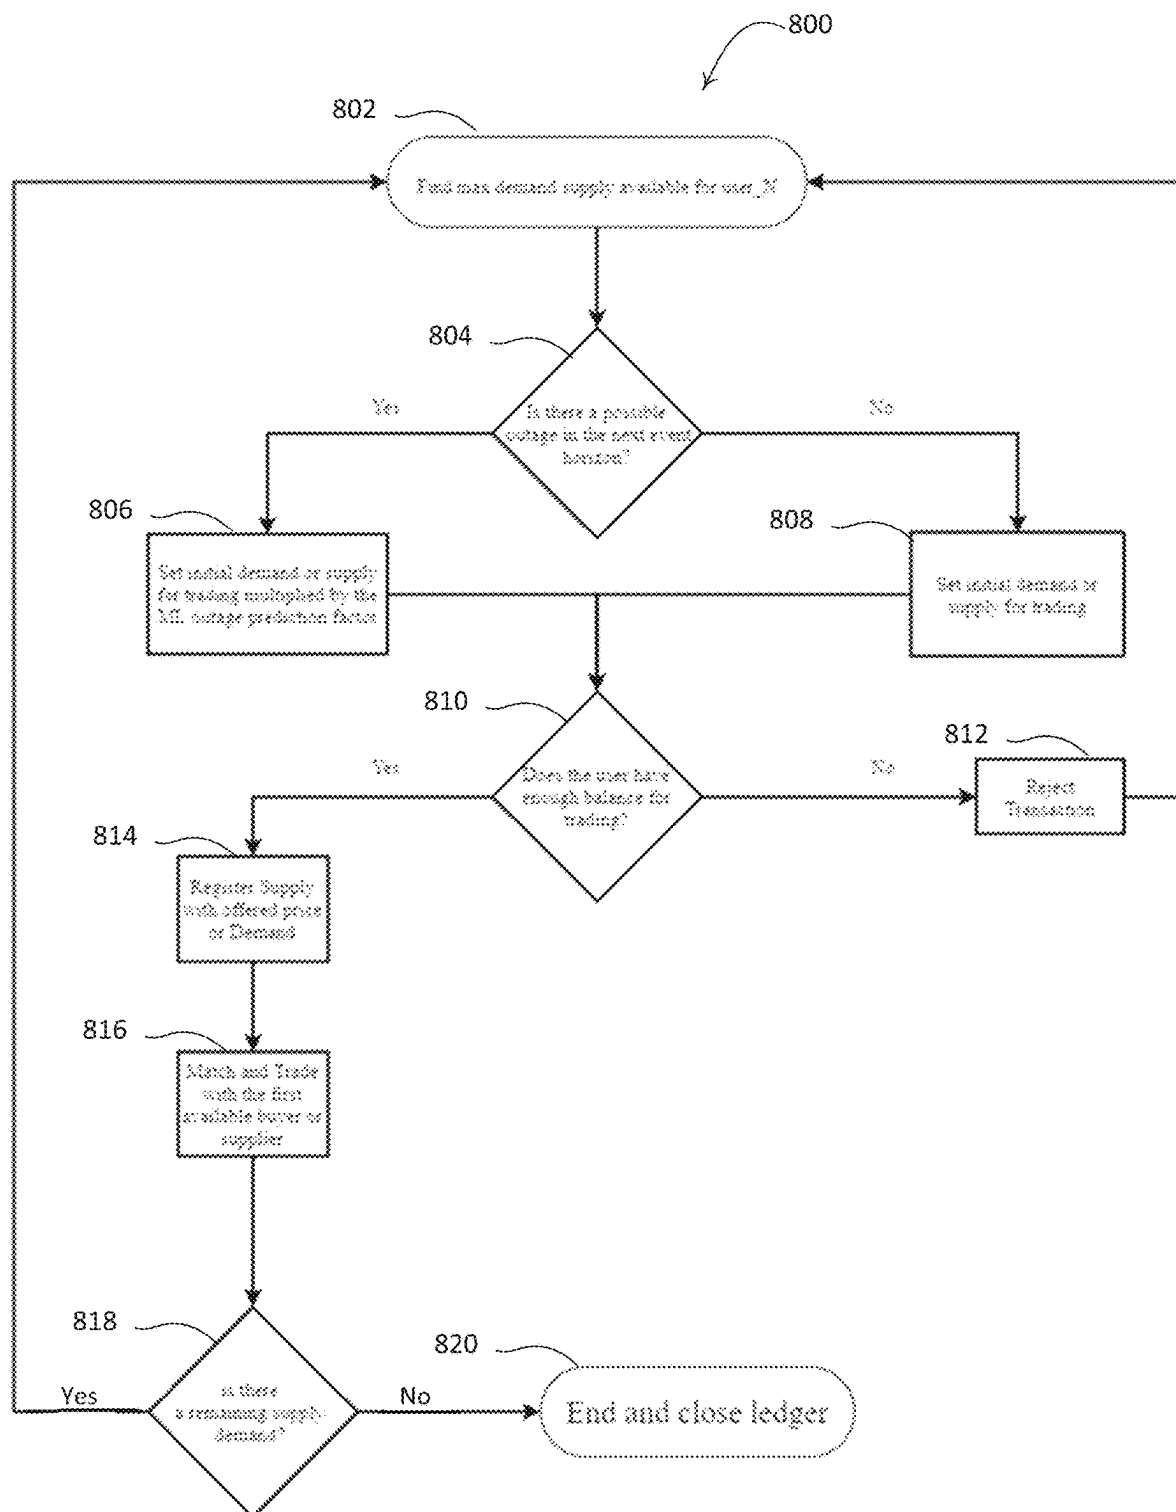 800
802
Find max demand supply available for user_N
804
Yes
Is there a possible
outage in the next event
horizon?
No
806
Set initial demand or supply
for trading multiplied by the
ML outage prediction factor
808
Set initial demand or
supply for trading
810
Yes
Does the user have
enough balance for
trading?
No
812
Reject
Transaction
814
Register Supply
with offered price
or Demand
816
Match and Trade
with the first
available buyer or
supplier
818
Yes
is there
a remaining supply
demand?
No
820
End and close ledger